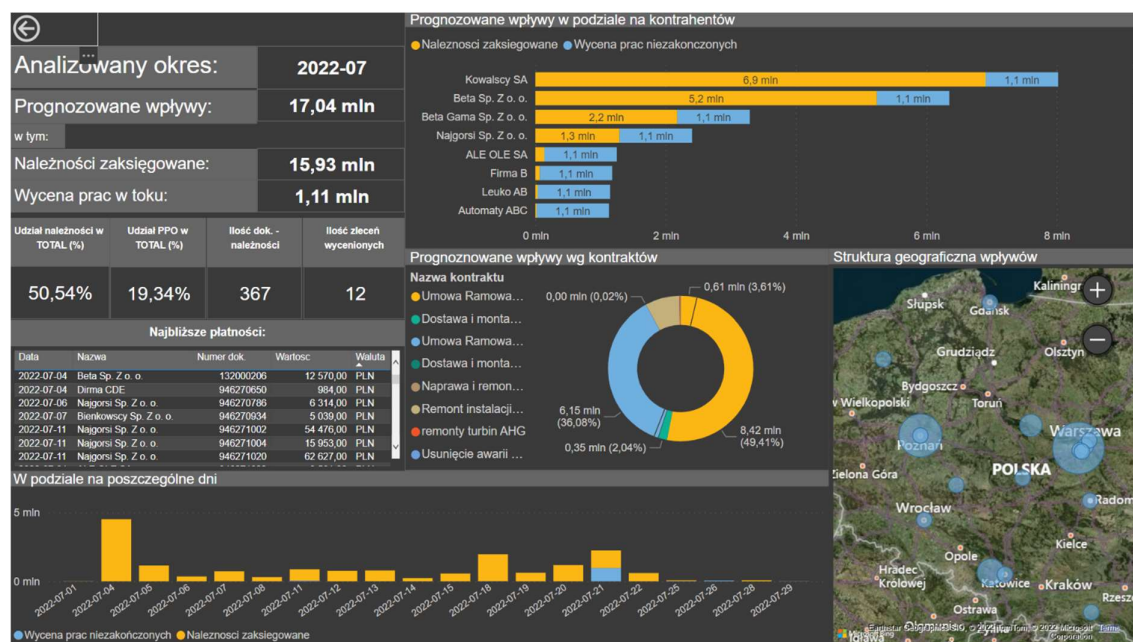 Analizowany okres:
2022-07
Prognozowane wpływy:
17,04 mln
w tym:
Należności zaksięgowane:
15,93 mln
Wycena prac w toku:
1,11 mln
Udział należności w TOTAL (%)
Udział PPO w TOTAL (%)
Ilość dok. - należności
Ilość zleceń wycenionych
50,54%
19,34%
367
12
Najbliższe płatności:
Data Nazwa Numer dok. Wartosc Waluta
2022-07-04 Beta Sp. Z o. o. 132000206 12 570,00 PLN
2022-07-04 Dirma CDE 946270650 984,00 PLN
2022-07-06 Najgorsi Sp. Z o. o. 946270786 6 314,00 PLN
2022-07-07 Bienkowscy Sp. Z o. o. 946270934 5 039,00 PLN
2022-07-11 Najgorsi Sp. Z o. o. 946271002 54 476,00 PLN
2022-07-11 Najgorsi Sp. Z o. o. 946271004 15 953,00 PLN
2022-07-11 Najgorsi Sp. Z o. o. 946271020 62 627,00 PLN
Prognozowane wpływy w podziale na kontrahentów
Naleznosci zaksiegowane Wycena prac niezakonczonych
Kowalscy SA 6,9 mln 1,1 mln
Beta Sp. Z o. o. 5,2 mln 1,1 mln
Beta Gama Sp. Z o. o. 2,2 mln 1,1 mln
Najgorsi Sp. Z o. o. 1,3 mln 1,1 mln
ALE OLE SA 1,1 mln
Firma B 1,1 mln
Leuko AB 1,1 mln
Automaty ABC 1,1 mln
0 mln 2 mln 4 mln 6 mln 8 mln
Prognoznowane wpływy wg kontraktów
Nazwa kontraktu
Umowa Ramowa…
Dostawa i monta…
Umowa Ramowa…
Dostawa i monta…
Naprawa i remon…
Remont instalacji…
remonty turbin AHG
Usunięcie awarii …
0,00 mln (0,02%)
0,61 mln (3,61%)
6,15 mln
(36,08%)
0,35 mln (2,04%)
8,42 mln
(49,41%)
Struktura geograficzna wpływów
Kaliningr
Słupsk
Gdańsk
Olsztyn
Grudziądz
Bydgoszcz
Toruń
w Wielkopolski
Poznań
Warszawa
POLSKA
Zielona Góra
Radom
Wrocław
Kielce
Opole
Hradec
Królowej
Katowice
Kraków
Rzesz
Ostrava
W podziale na poszczególne dni
5 mln
0 mln
2022-07-01
2022-07-04
2022-07-05
2022-07-06
2022-07-07
2022-07-08
2022-07-11
2022-07-12
2022-07-13
2022-07-14
2022-07-15
2022-07-18
2022-07-19
2022-07-20
2022-07-21
2022-07-22
2022-07-25
2022-07-26
2022-07-28
2022-07-29
Wycena prac niezakończonych Naleznosci zaksięgowane